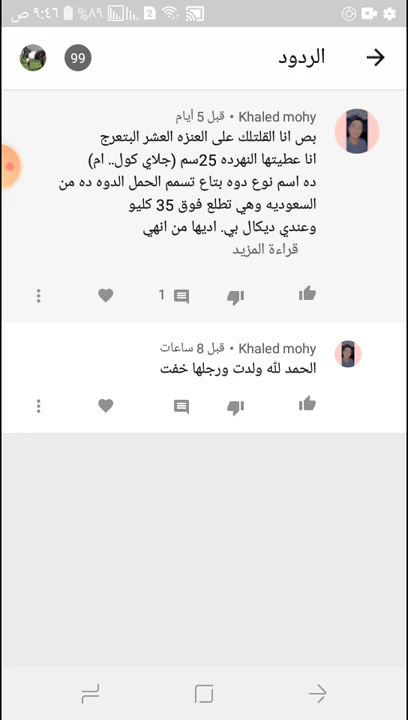 ٩:٤٦ ص
%٨٩
2
الردود
99
Khaled mohy • قبل 5 أيام
بص انا القلتلك على العنزه العشر البتعرج
انا عطيتها النهرده 25سم (جلاي كول.. ام)
ده اسم نوع دوه بتاع تسمم الحمل الدوه ده من
السعوديه وهي تطلع فوق 35 كليو
وعندي ديكال بي. اديها من انهي
قراءة المزيد
1
Khaled mohy • قبل 8 ساعات
الحمد لله ولدت ورجلها خفت